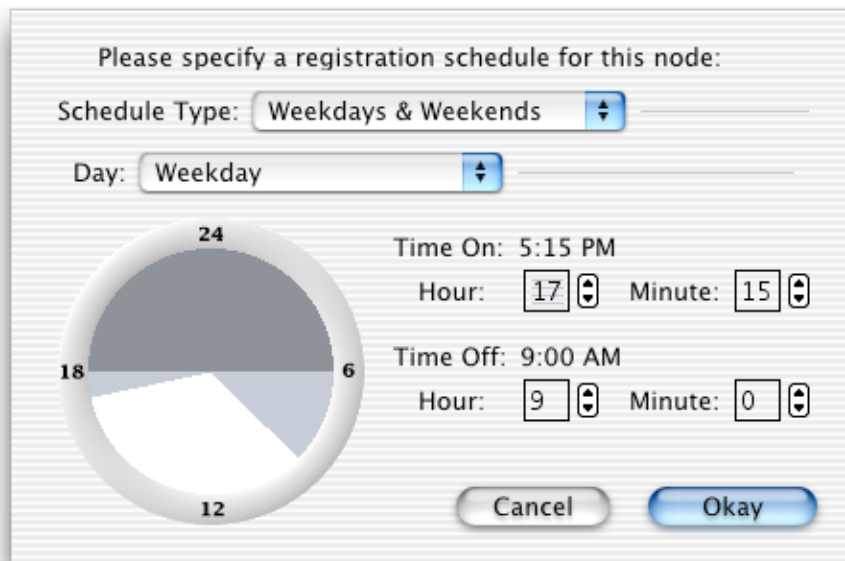 Please specify a registration schedule for this node:
Schedule Type: Weekdays & Weekends
Day: Weekday
24
18
6
12
Time On: 5:15 PM
Hour: 17 Minute: 15
Time Off: 9:00 AM
Hour: 9 Minute: 0
Cancel Okay